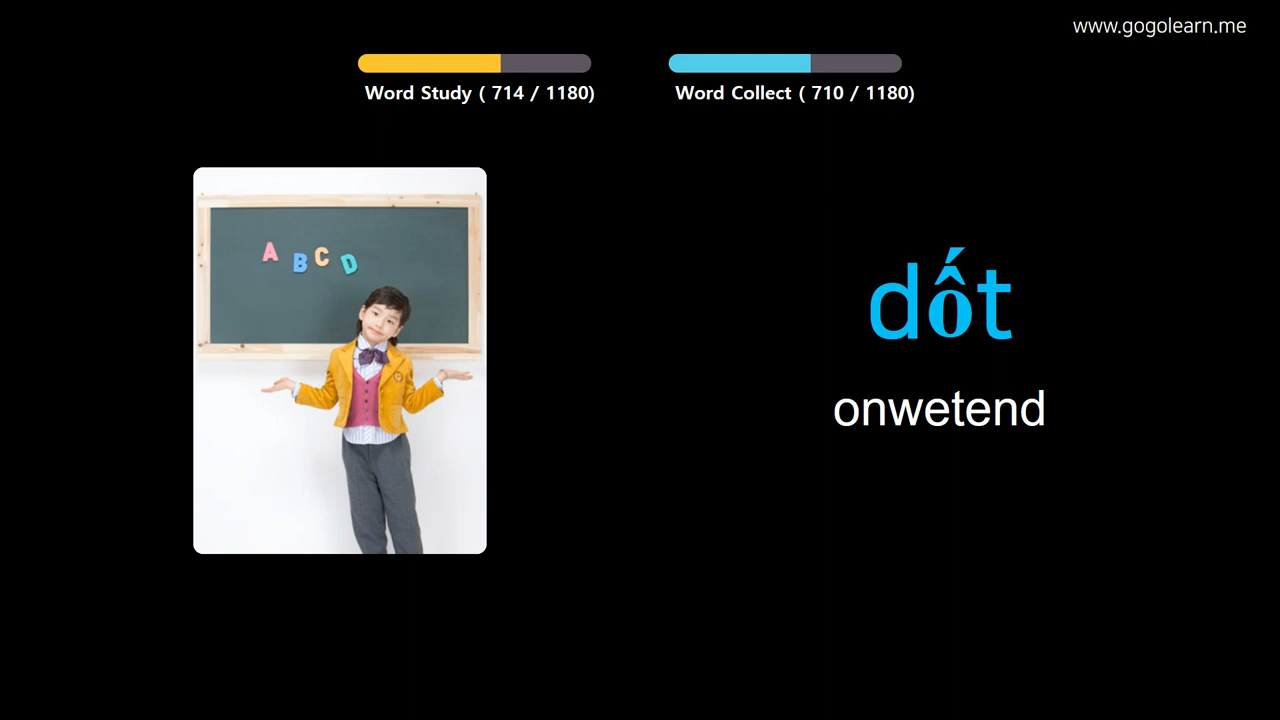 www.gogolearn.me
Word Study ( 714 / 1180)
Word Collect ( 710 / 1180)
A B C D
dốt
onwetend